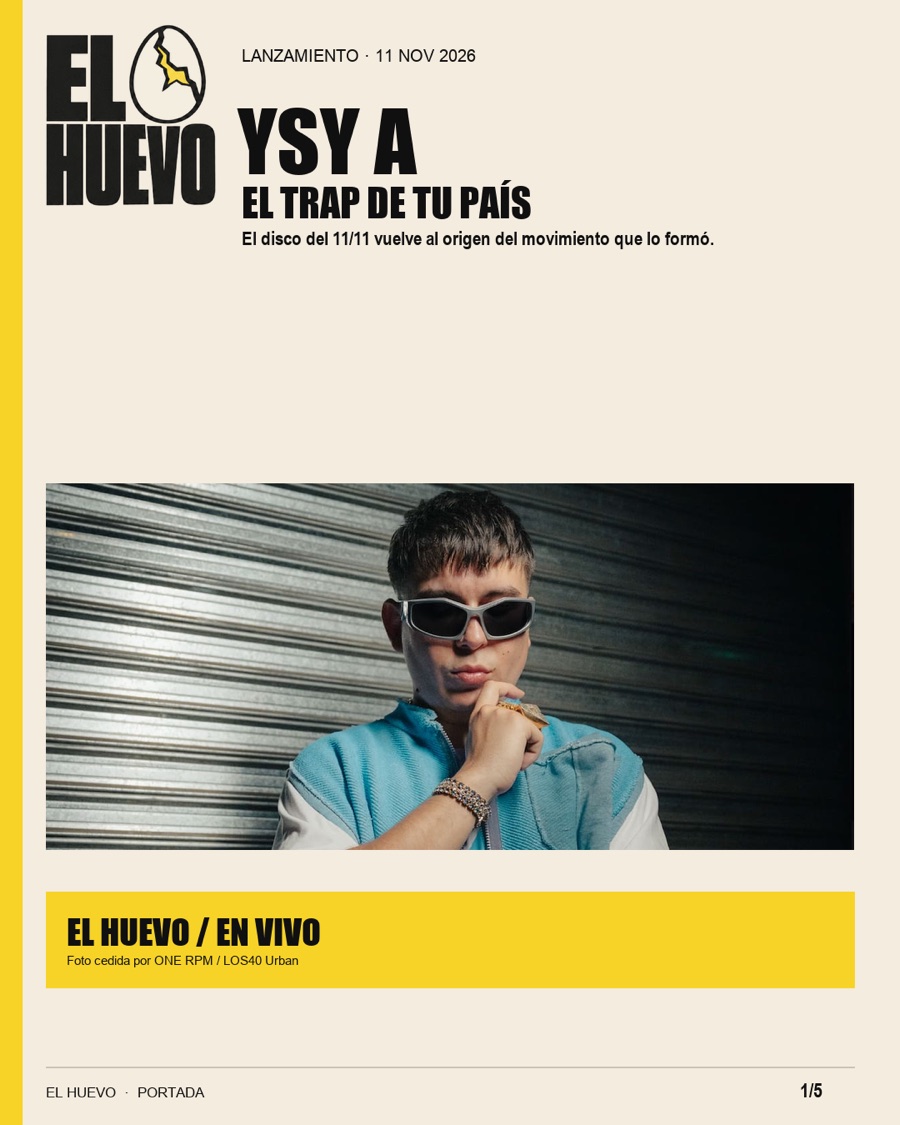 EL
HUEVO
LANZAMIENTO · 11 NOV 2026
YSY A
EL TRAP DE TU PAÍS
El disco del 11/11 vuelve al origen del movimiento que lo formó.
EL HUEVO / EN VIVO
Foto cedida por ONE RPM / LOS40 Urban
EL HUEVO · PORTADA
1/5